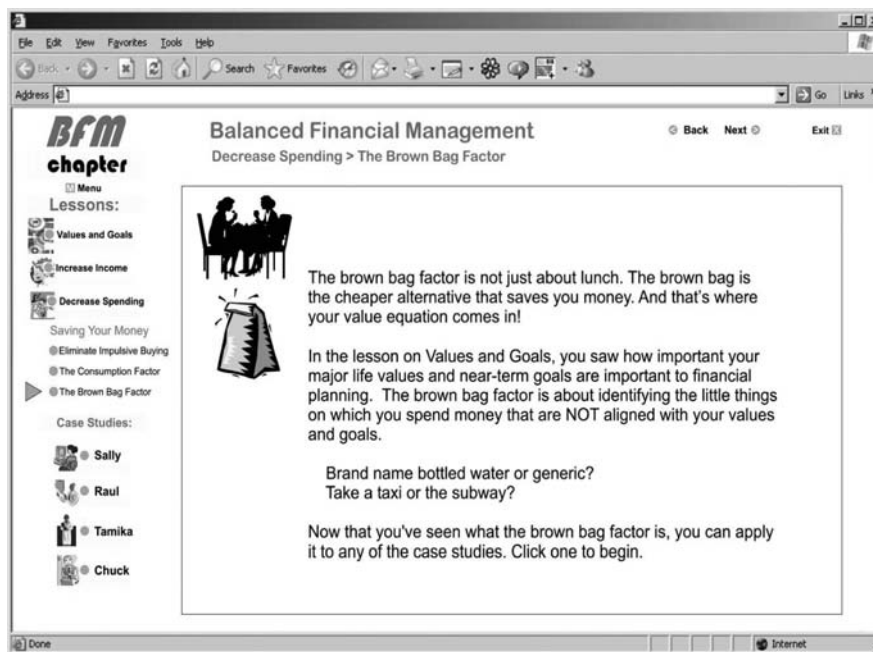 File Edit View Favorites Tools Help
Back Search Favorites
Address Go Links
BFM
chapter
Menu
Lessons:
Values and Goals
Increase Income
Decrease Spending
Saving Your Money
Eliminate Impulsive Buying
The Consumption Factor
The Brown Bag Factor
Case Studies:
Sally
Raul
Tamika
Chuck
Balanced Financial Management
Decrease Spending > The Brown Bag Factor
Back Next Exit
The brown bag factor is not just about lunch. The brown bag is
the cheaper alternative that saves you money. And that's where
your value equation comes in!
In the lesson on Values and Goals, you saw how important your
major life values and near-term goals are important to financial
planning. The brown bag factor is about identifying the little things
on which you spend money that are NOT aligned with your values
and goals.
Brand name bottled water or generic?
Take a taxi or the subway?
Now that you've seen what the brown bag factor is, you can apply
it to any of the case studies. Click one to begin.
Done Internet